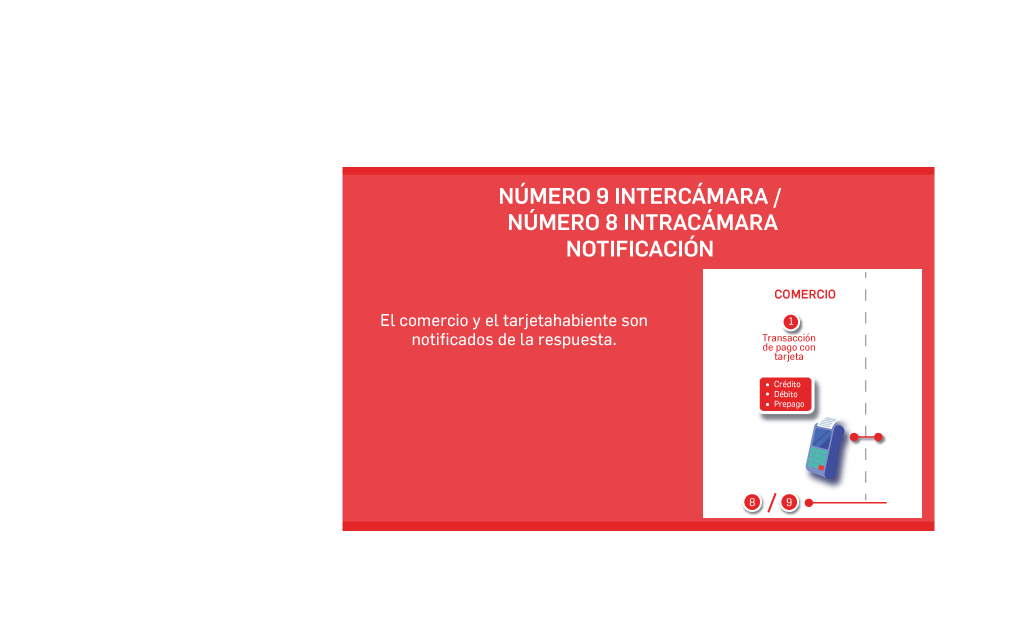 NÚMERO 9 INTERCÁMARA /
NÚMERO 8 INTRACÁMARA
NOTIFICACIÓN
El comercio y el tarjetahabiente son
notificados de la respuesta.
COMERCIO
1
Transacción
de pago con
tarjeta
• Crédito
• Débito
• Prepago
8 / 9